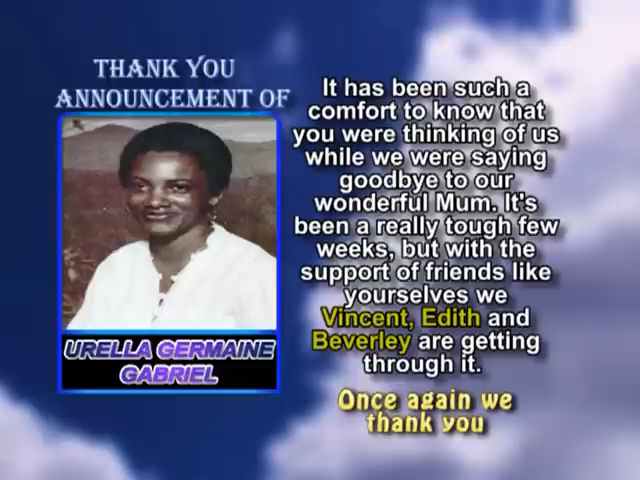 THANK YOU
ANNOUNCEMENT OF
URELLA GERMAINE
GABRIEL
It has been such a
comfort to know that
you were thinking of us
while we were saying
goodbye to our
wonderful Mum. It's
been a really tough few
weeks, but with the
support of friends like
yourselves we
Vincent, Edith and
Beverley are getting
through it.
Once again we
thank you